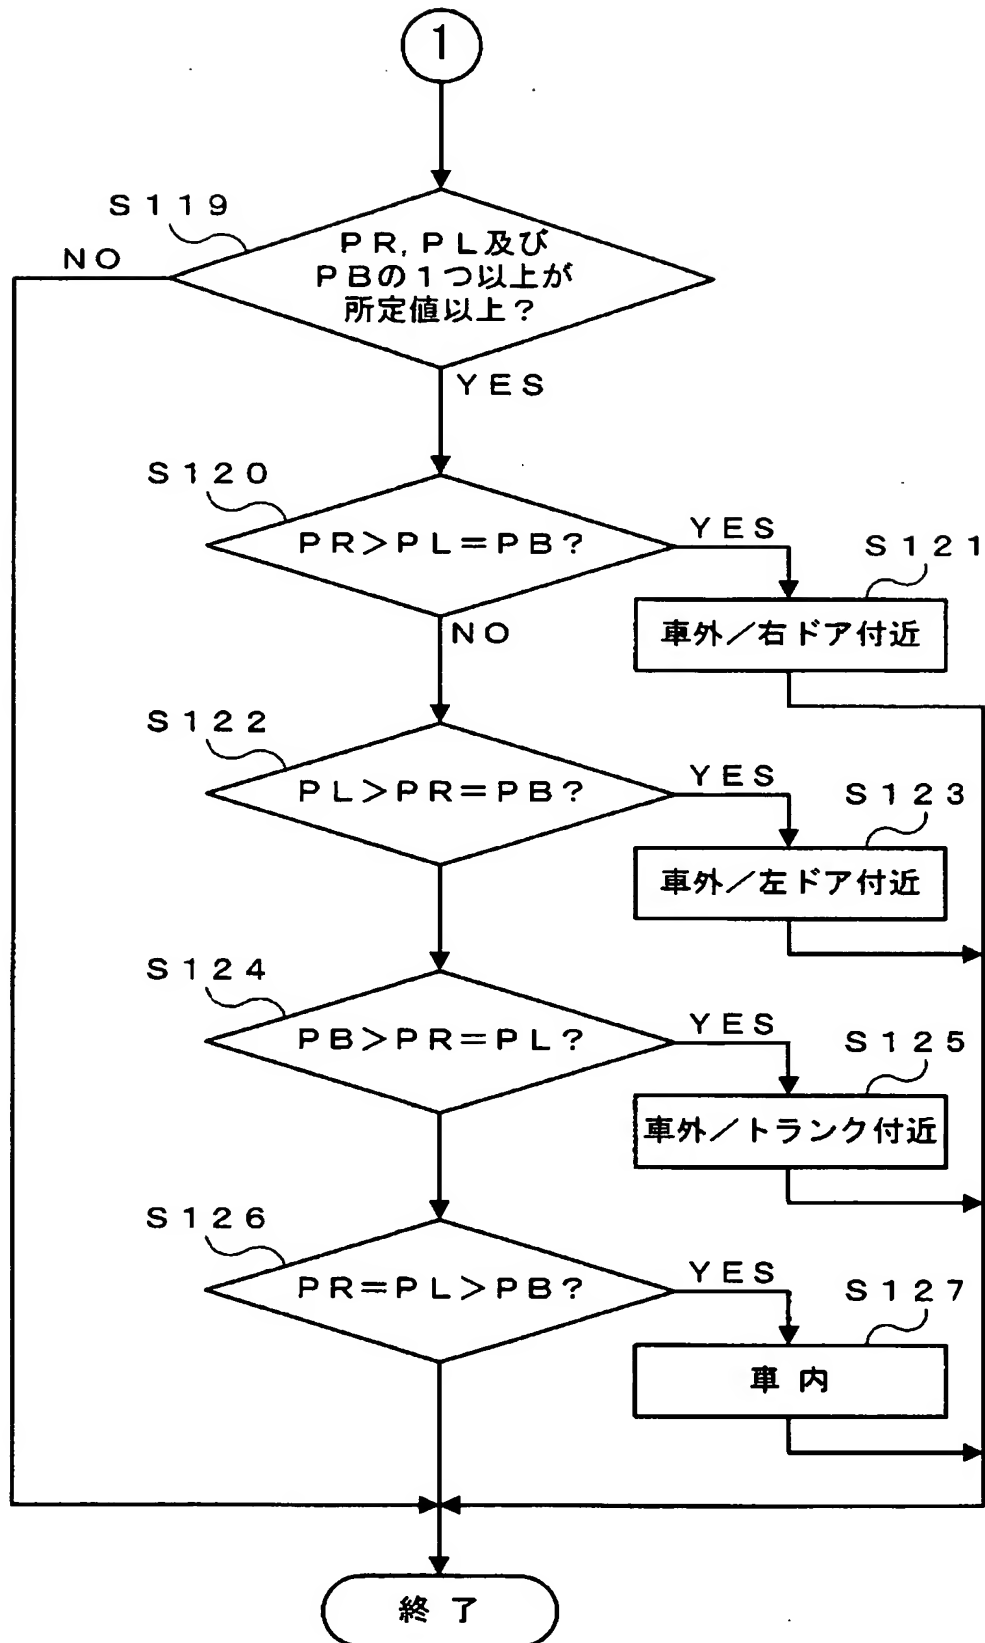 1
S119
NO
PR,PL及び
PBの1つ以上が
所定値以上?
YES
S120
PR>PL=PB?
YES
S121
車外/右ドア付近
NO
S122
PL>PR=PB?
YES
S123
車外/左ドア付近
S124
PB>PR=PL?
YES
S125
車外/トランク付近
S126
PR=PL>PB?
YES
S127
車内
終了